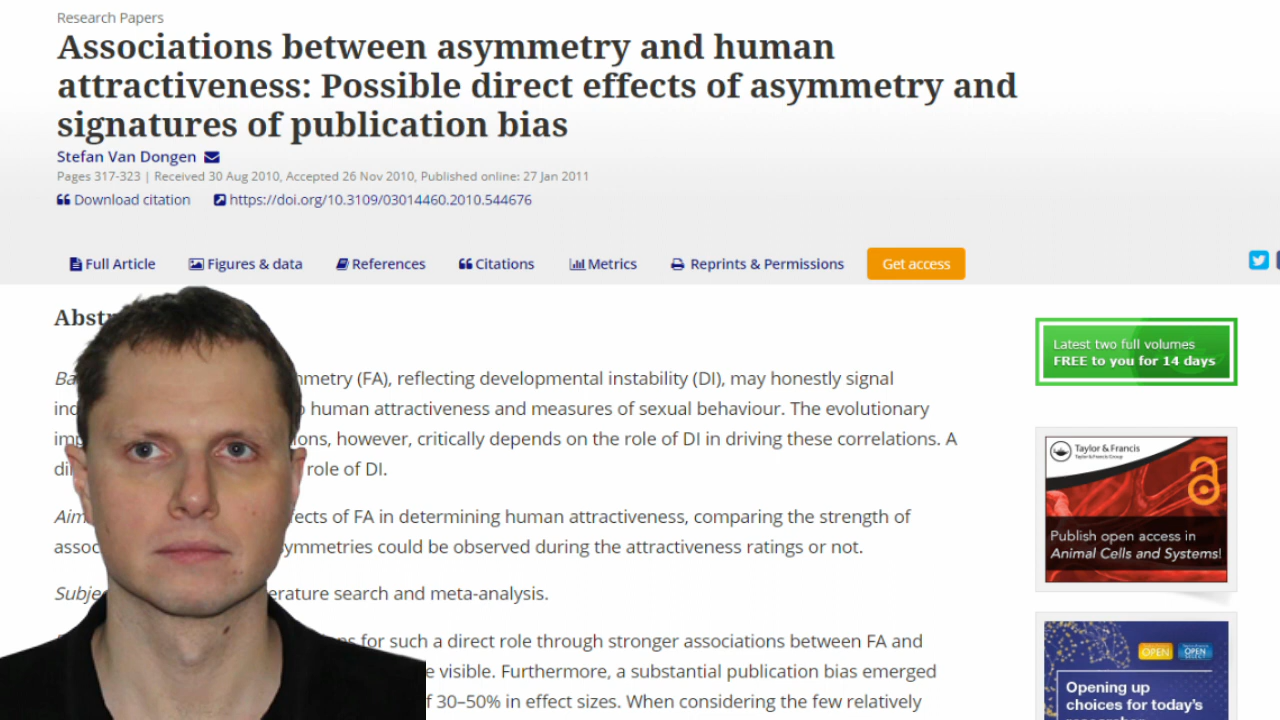 Research Papers
Associations between asymmetry and human
attractiveness: Possible direct effects of asymmetry and
signatures of publication bias
Stefan Van Dongen
Pages 317-323 | Received 30 Aug 2010, Accepted 26 Nov 2010, Published online: 27 Jan 2011
Download citation https://doi.org/10.3109/03014460.2010.544676
Full Article Figures & data References Citations Metrics Reprints & Permissions Get access
Abst
(FA), reflecting developmental instability (DI), may honestly signal
human attractiveness and measures of sexual behaviour. The evolutionary
however, critically depends on the role of DI in driving these correlations. A
role of DI.
Aim
of FA in determining human attractiveness, comparing the strength of
could be observed during the attractiveness ratings or not.
search and meta-analysis.
for such a direct role through stronger associations between FA and
visible. Furthermore, a substantial publication bias emerged
30–50% in effect sizes. When considering the few relatively
Latest two full volumes
FREE to you for 14 days
Taylor & Francis
Taylor & Francis Group
Publish open access in
Animal Cells and Systems!
OPEN OPEN
Opening up
choices for today's